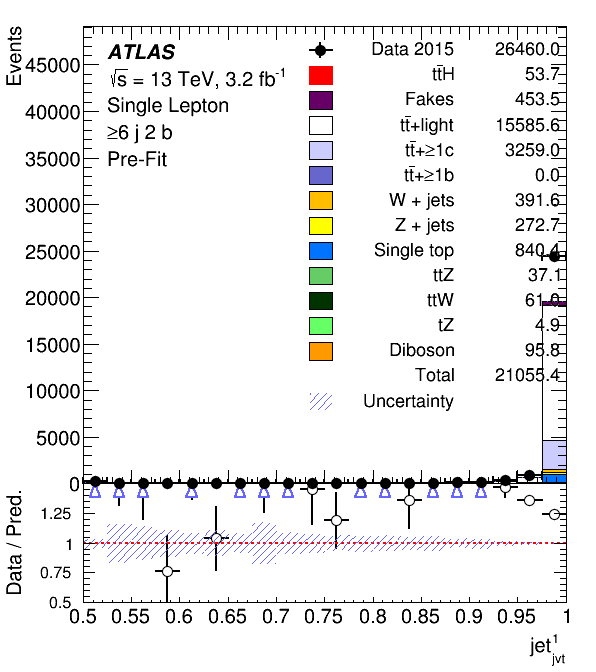 Events
ATLAS
√s = 13 TeV, 3.2 fb⁻¹
Single Lepton
≥6 j 2 b
Pre-Fit
Data 2015 26460.0
tt̄H 53.7
Fakes 453.5
tt̄+light 15585.6
tt̄+≥1c 3259.0
tt̄+≥1b 0.0
W + jets 391.6
Z + jets 272.7
Single top 840.4
ttZ 37.1
ttW 61.0
tZ 4.9
Diboson 95.8
Total 21055.4
Uncertainty
45000
40000
35000
30000
25000
20000
15000
10000
5000
0
Data / Pred.
1.25
1
0.75
0.5
0.5 0.55 0.6 0.65 0.7 0.75 0.8 0.85 0.9 0.95 1
jet¹jvt